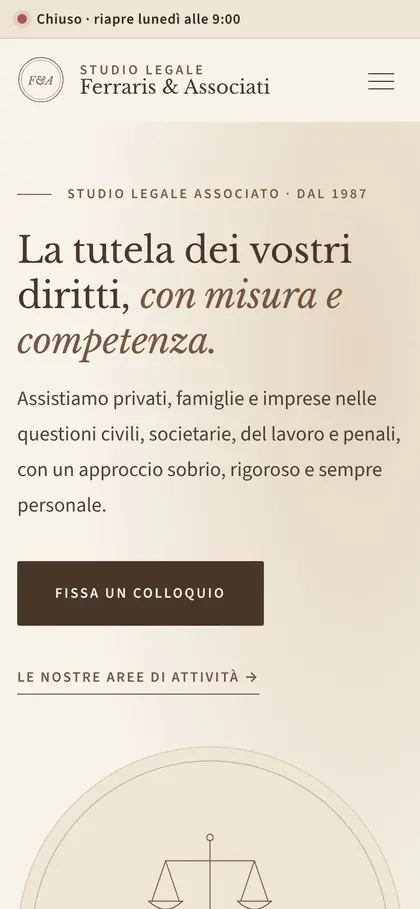 Chiuso · riapre lunedì alle 9:00
F&A
STUDIO LEGALE
Ferraris & Associati
STUDIO LEGALE ASSOCIATO · DAL 1987
La tutela dei vostri
diritti, con misura e
competenza.
Assistiamo privati, famiglie e imprese nelle
questioni civili, societarie, del lavoro e penali,
con un approccio sobrio, rigoroso e sempre
personale.
FISSA UN COLLOQUIO
LE NOSTRE AREE DI ATTIVITÀ →